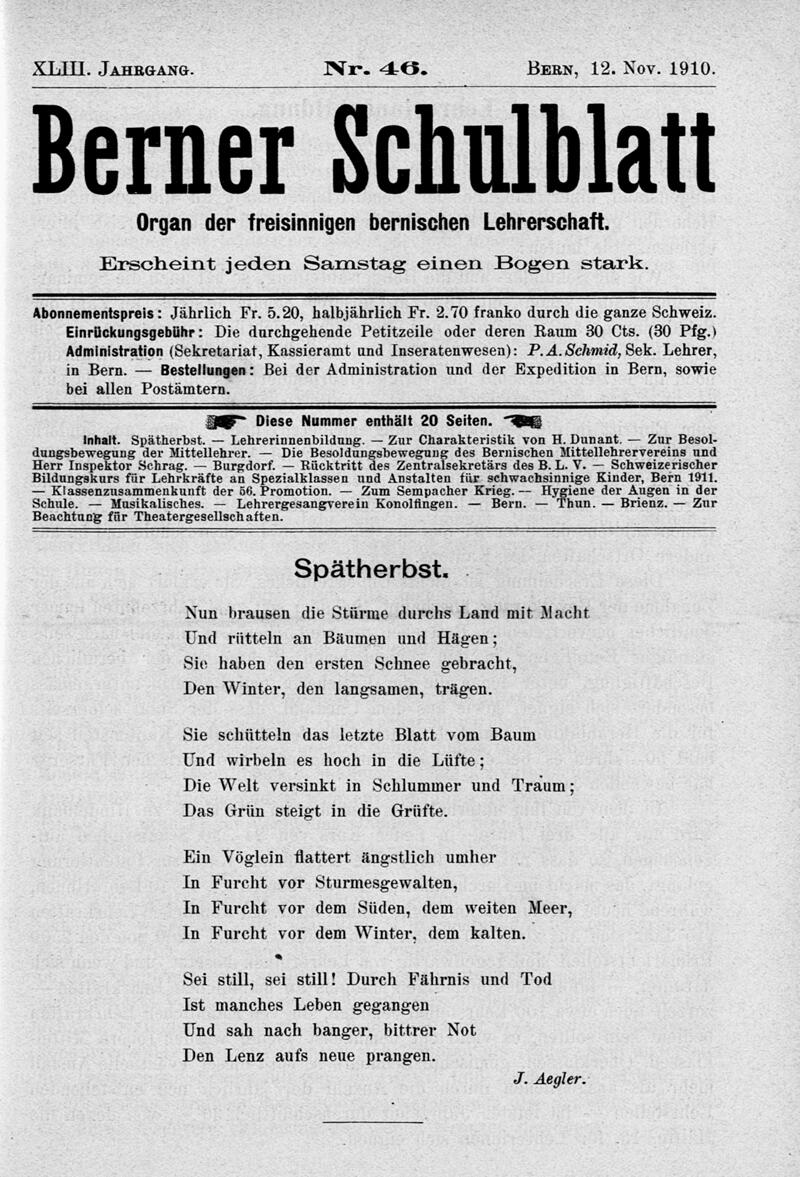 XLIII. Jahrgang. Nr. 46. Bern, 12. Nov. 1910.
Berner Schulblatt
Organ der freisinnigen bernischen Lehrerschaft.
Erscheint jeden Samstag einen Bogen stark.
Abonnementspreis: Jährlich Fr. 5.20, halbjährlich Fr. 2.70 franko durch die ganze Schweiz.
Einrückungsgebühr: Die durchgehende Petitzeile oder deren Raum 30 Cts. (30 Pfg.)
Administration (Sekretariat, Kassieramt und Inseratenwesen): P. A. Schmid, Sek. Lehrer,
in Bern. — Bestellungen: Bei der Administration und der Expedition in Bern, sowie
bei allen Postämtern.
Diese Nummer enthält 20 Seiten.
Inhalt. Spätherbst. — Lehrerinnenbildung. — Zur Charakteristik von H. Dunant. — Zur Besol-
dungsbewegung der Mittellehrer. — Die Besoldungsbewegung des Bernischen Mittellehrervereins und
Herr Inspektor Schrag. — Burgdorf. — Rücktritt des Zentralsekretärs des B. L. V. — Schweizerischer
Bildungskurs für Lehrkräfte an Spezialklassen und Anstalten für schwachsinnige Kinder, Bern 1911.
— Klassenzusammenkunft der 56. Promotion. — Zum Sempacher Krieg. — Hygiene der Augen in der
Schule. — Musikalisches. — Lehrergesangverein Konolfingen. — Bern. — Thun. — Brienz. — Zur
Beachtung für Theatergesellschaften.
Spätherbst.
Nun brausen die Stürme durchs Land mit Macht
Und rütteln an Bäumen und Hägen;
Sie haben den ersten Schnee gebracht,
Den Winter, den langsamen, trägen.
Sie schütteln das letzte Blatt vom Baum
Und wirbeln es hoch in die Lüfte;
Die Welt versinkt in Schlummer und Traum;
Das Grün steigt in die Grüfte.
Ein Vöglein flattert ängstlich umher
In Furcht vor Sturmesgewalten,
In Furcht vor dem Süden, dem weiten Meer,
In Furcht vor dem Winter, dem kalten.
Sei still, sei still! Durch Fährnis und Tod
Ist manches Leben gegangen
Und sah nach banger, bittrer Not
Den Lenz aufs neue prangen.
J. Aegler.